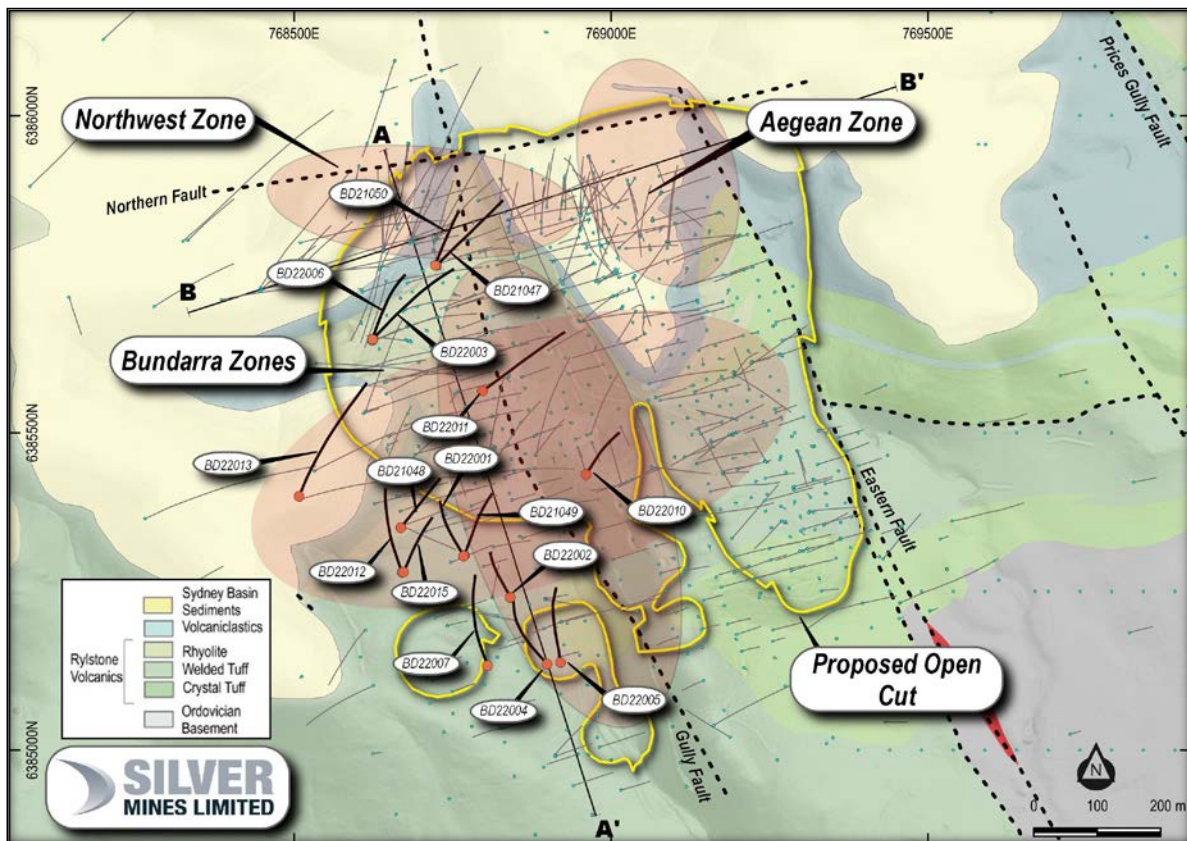 768500E
769000E
769500E
6386000N
6385500N
6385000N
Prices Gully Fault
B'
Northwest Zone
A
Aegean Zone
BD21050
Northern Fault
BD22006
BD21047
B
BD22003
Bundarra Zones
BD22011
BD22001
BD22013
BD21048
BD21049
BD22010
Eastern Fault
BD22002
BD22012
BD22015
BD22007
BD22005
BD22004
Proposed Open
Cut
Gully Fault
A'
Sydney Basin
Sediments
Volcaniclastics
Rylstone
Volcanics
Rhyolite
Welded Tuff
Crystal Tuff
Ordovician
Basement
SILVER
MINES LIMITED
N
0 100 200 m